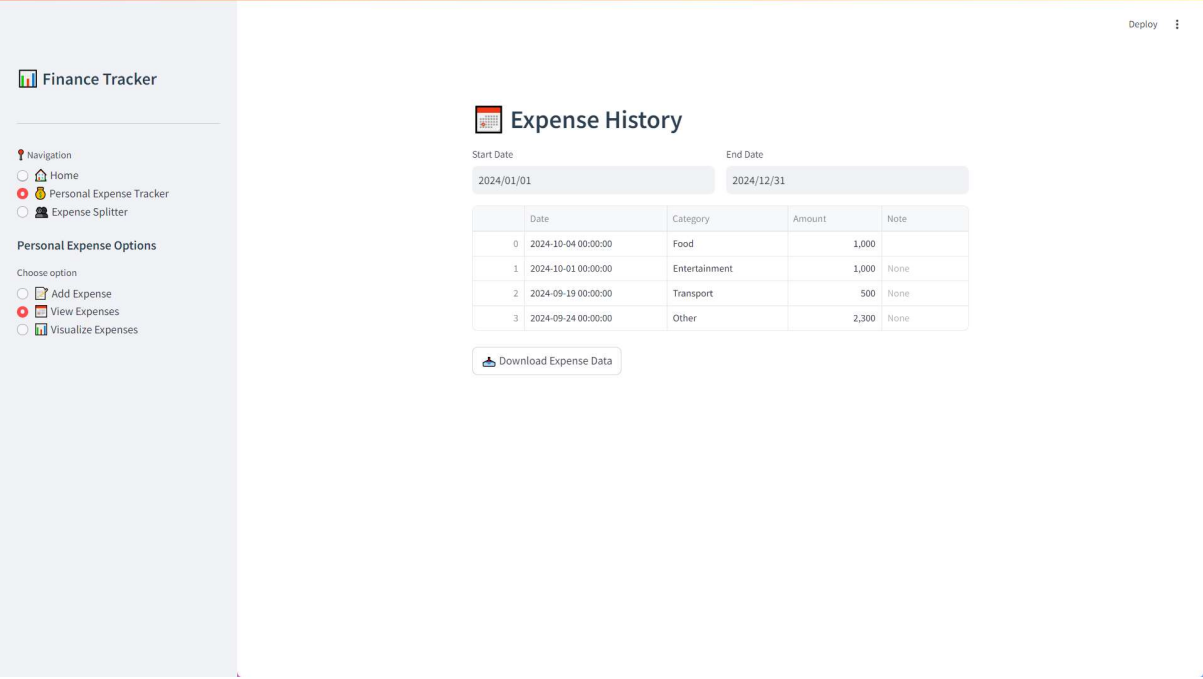 Deploy
Finance Tracker
Navigation
Home
Personal Expense Tracker
Expense Splitter
Personal Expense Options
Choose option
Add Expense
View Expenses
Visualize Expenses
Expense History
Start Date End Date
2024/01/01 2024/12/31
Date Category Amount Note
0 2024-10-04 00:00:00 Food 1,000
1 2024-10-01 00:00:00 Entertainment 1,000 None
2 2024-09-19 00:00:00 Transport 500 None
3 2024-09-24 00:00:00 Other 2,300 None
Download Expense Data